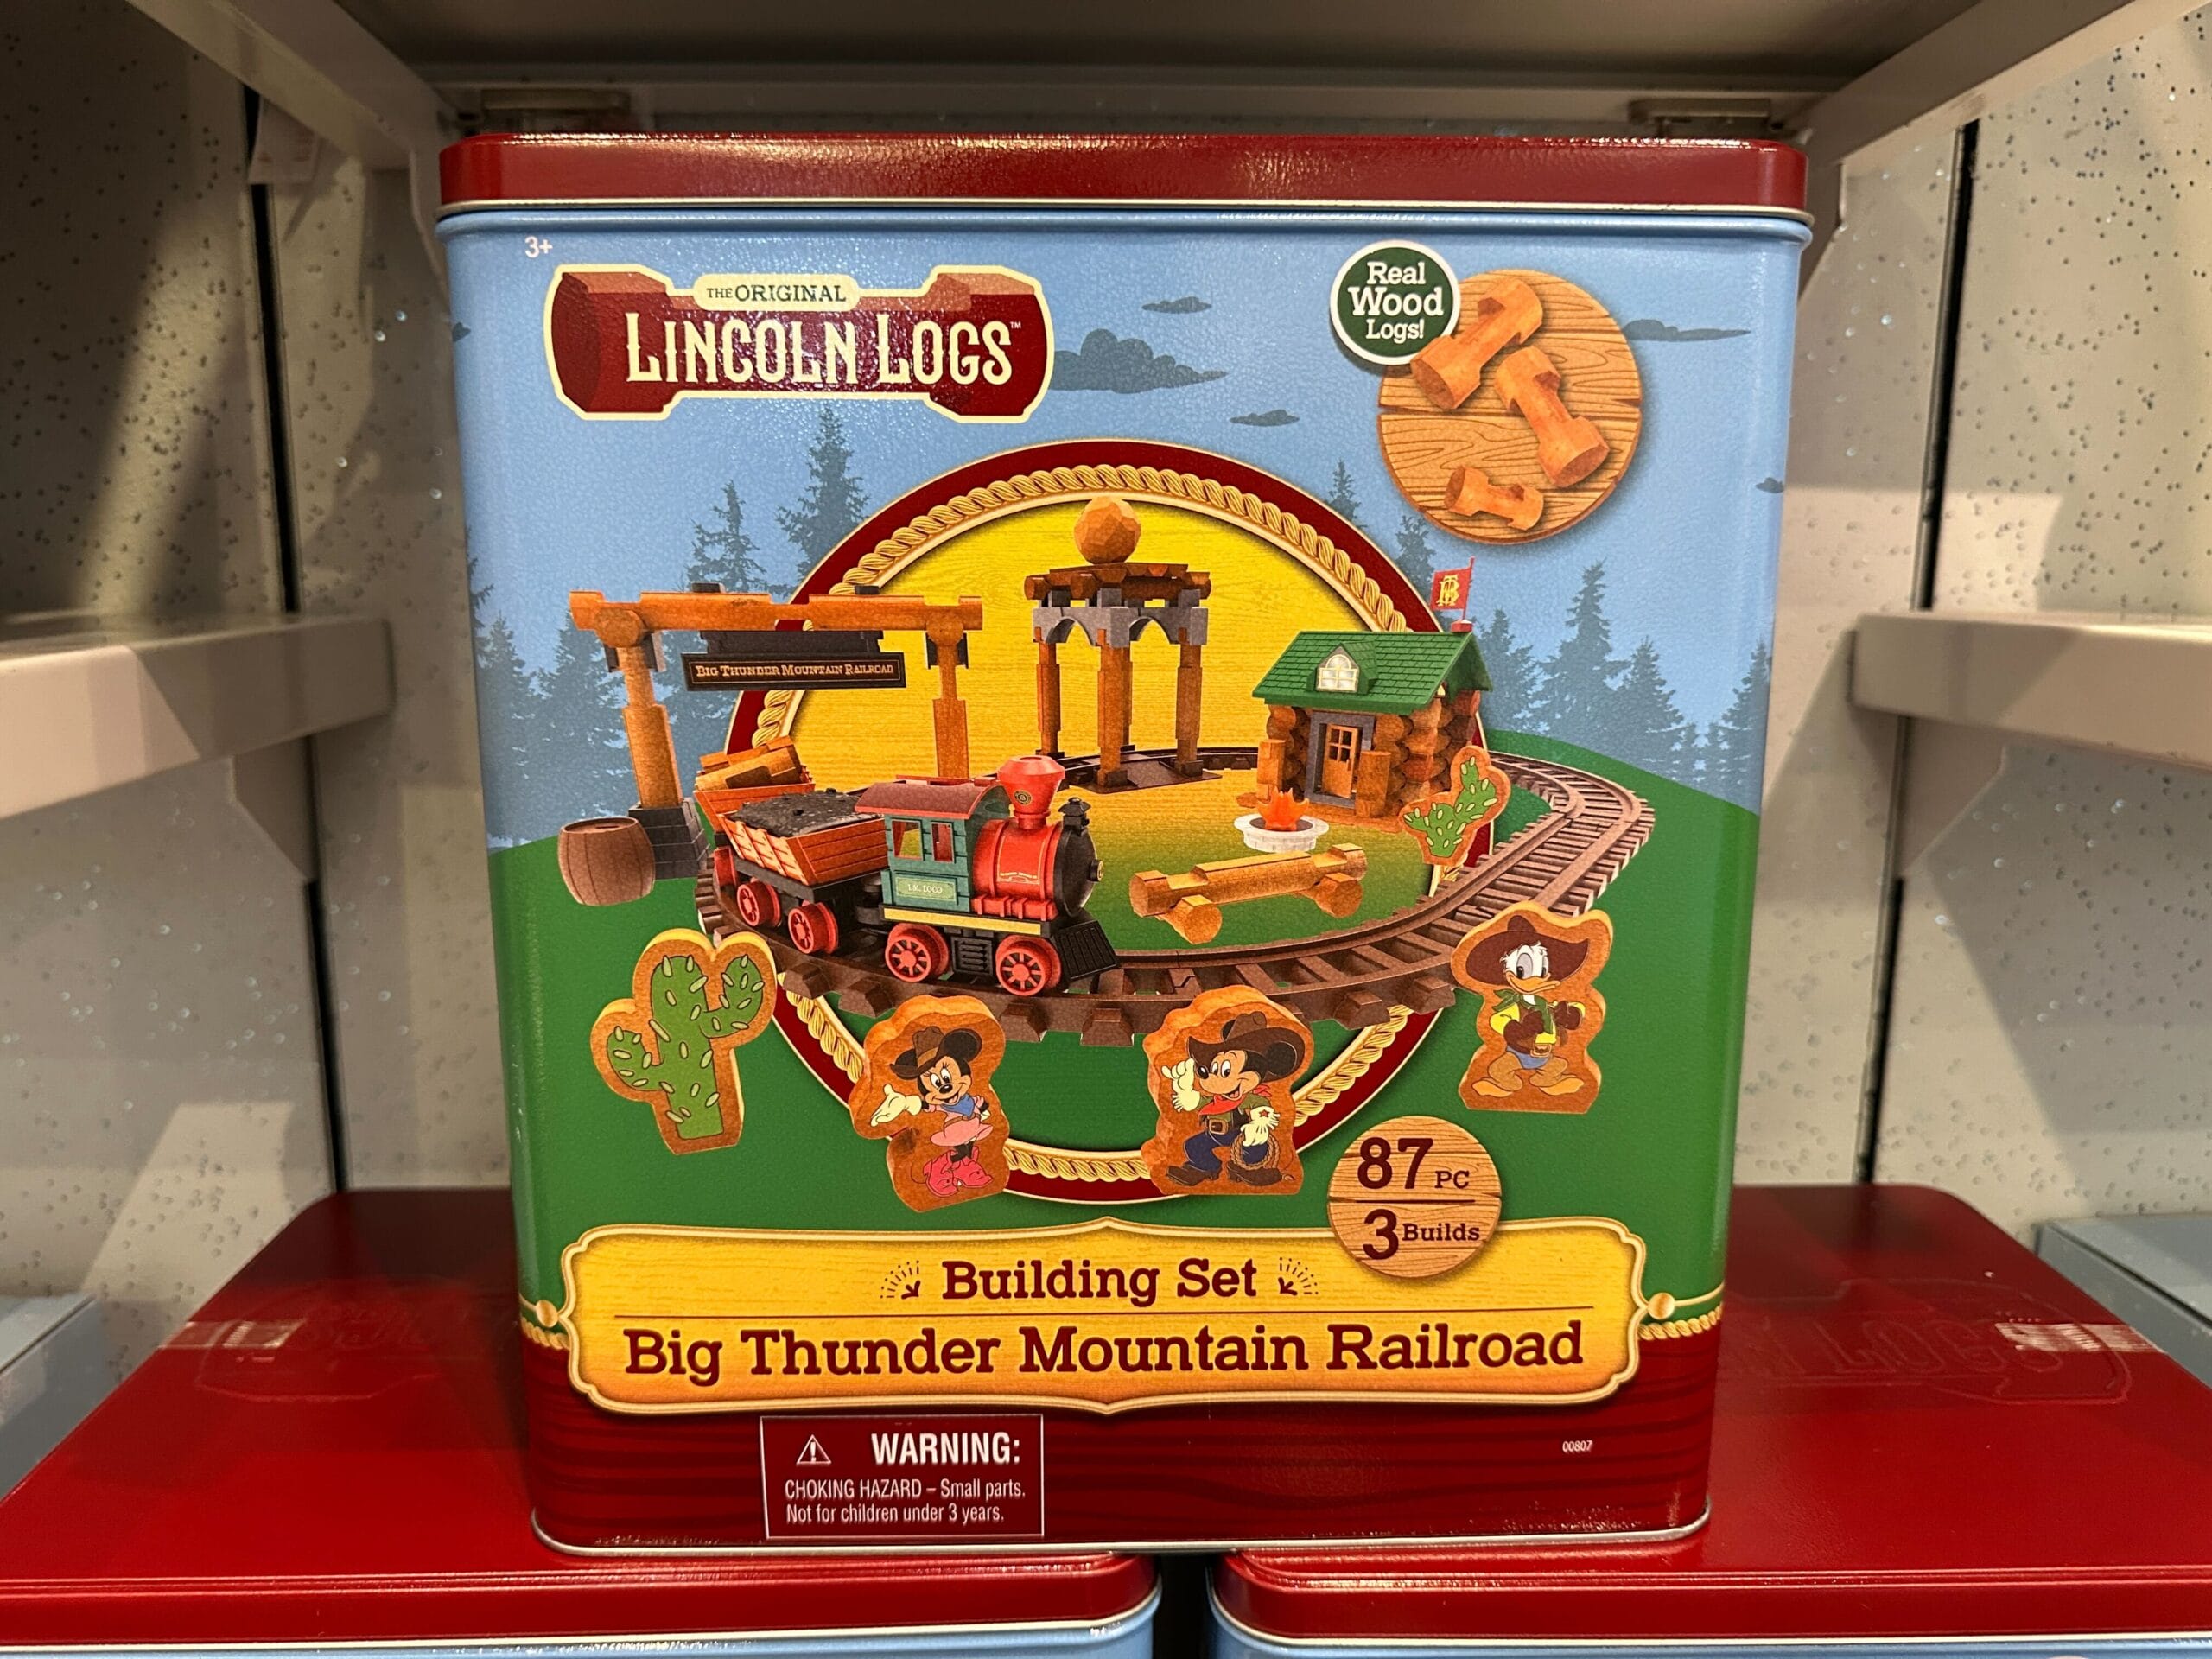 3+
THE ORIGINAL
LINCOLN LOGS™
Real
Wood
Logs!
BIG THUNDER MOUNTAIN RAILROAD
I.M. LOCO
87 PC
3 Builds
Building Set
Big Thunder Mountain Railroad
WARNING:
CHOKING HAZARD – Small parts.
Not for children under 3 years.
00807
LOGS